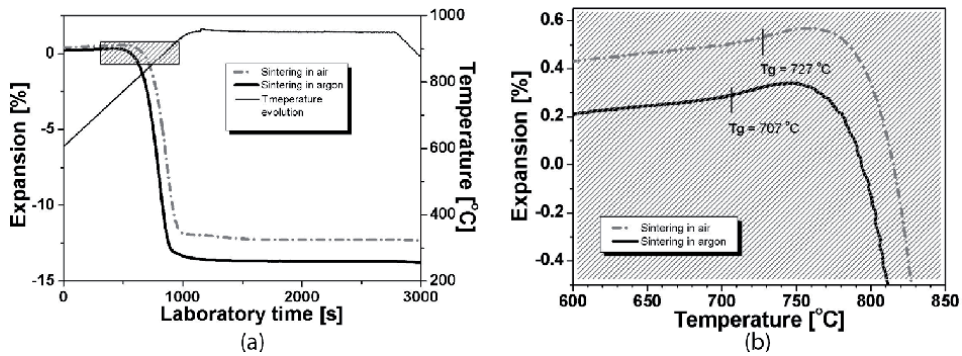 Expansion [%]
0
-5
-10
-15
0
1000
2000
3000
Laboratory time [s]
1000
800
600
400
200
Temperature [°C]
Sintering in air
Sintering in argon
Tmeperature
evolution
(a)
Expansion [%]
0.6
0.4
0.2
0.0
-0.2
-0.4
600
650
700
750
800
850
Temperature [°C]
Tg = 727 °C
Tg = 707 °C
Sintering in air
Sintering in argon
(b)